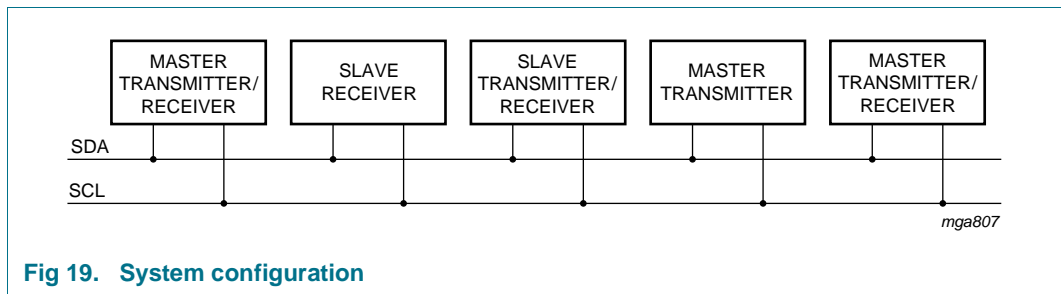 MASTER
TRANSMITTER/
RECEIVER
SLAVE
RECEIVER
SLAVE
TRANSMITTER/
RECEIVER
MASTER
TRANSMITTER
MASTER
TRANSMITTER/
RECEIVER
SDA
SCL
mga807
Fig 19. System configuration